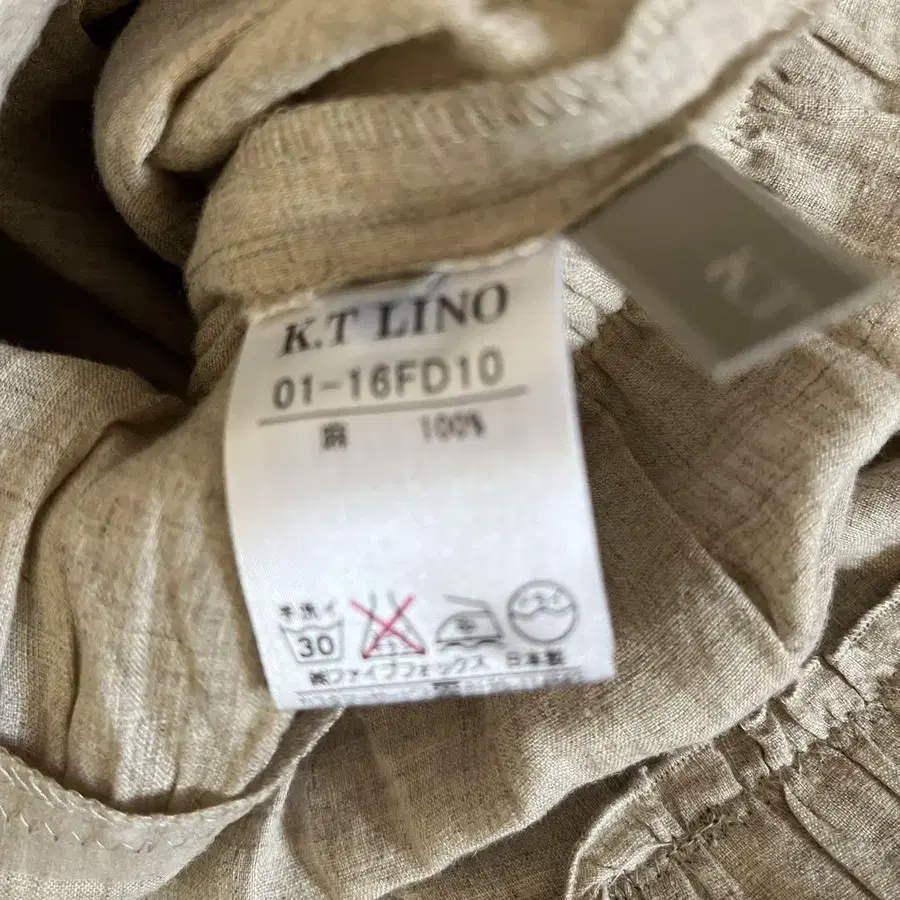 K.T LINO
01-16FD10
麻 100%
手洗イ
30
㈱ファイブフォックス 日本製